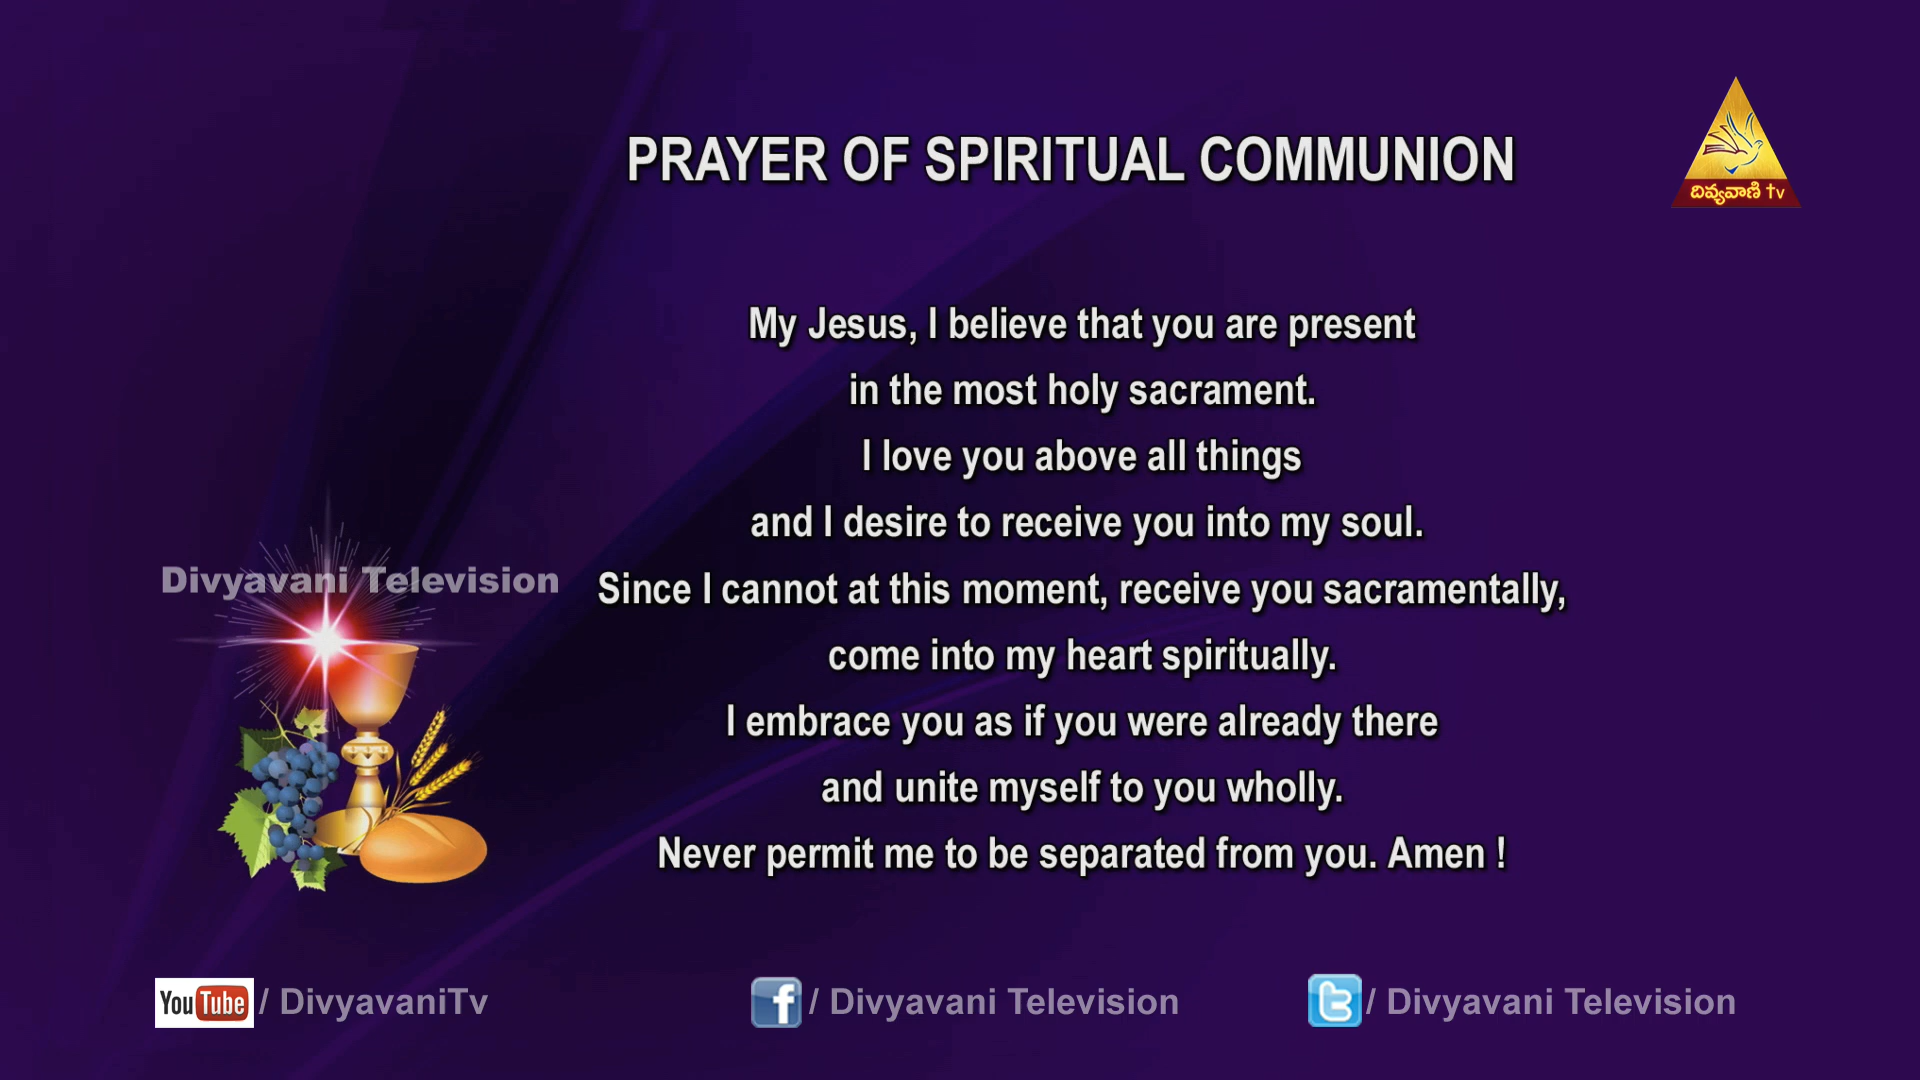 PRAYER OF SPIRITUAL COMMUNION
దివ్యవాణి tv
My Jesus, I believe that you are present
in the most holy sacrament.
I love you above all things
and I desire to receive you into my soul.
Since I cannot at this moment, receive you sacramentally,
come into my heart spiritually.
I embrace you as if you were already there
and unite myself to you wholly.
Never permit me to be separated from you. Amen !
Divyavani Television
YouTube / DivyavaniTv
f / Divyavani Television
t / Divyavani Television